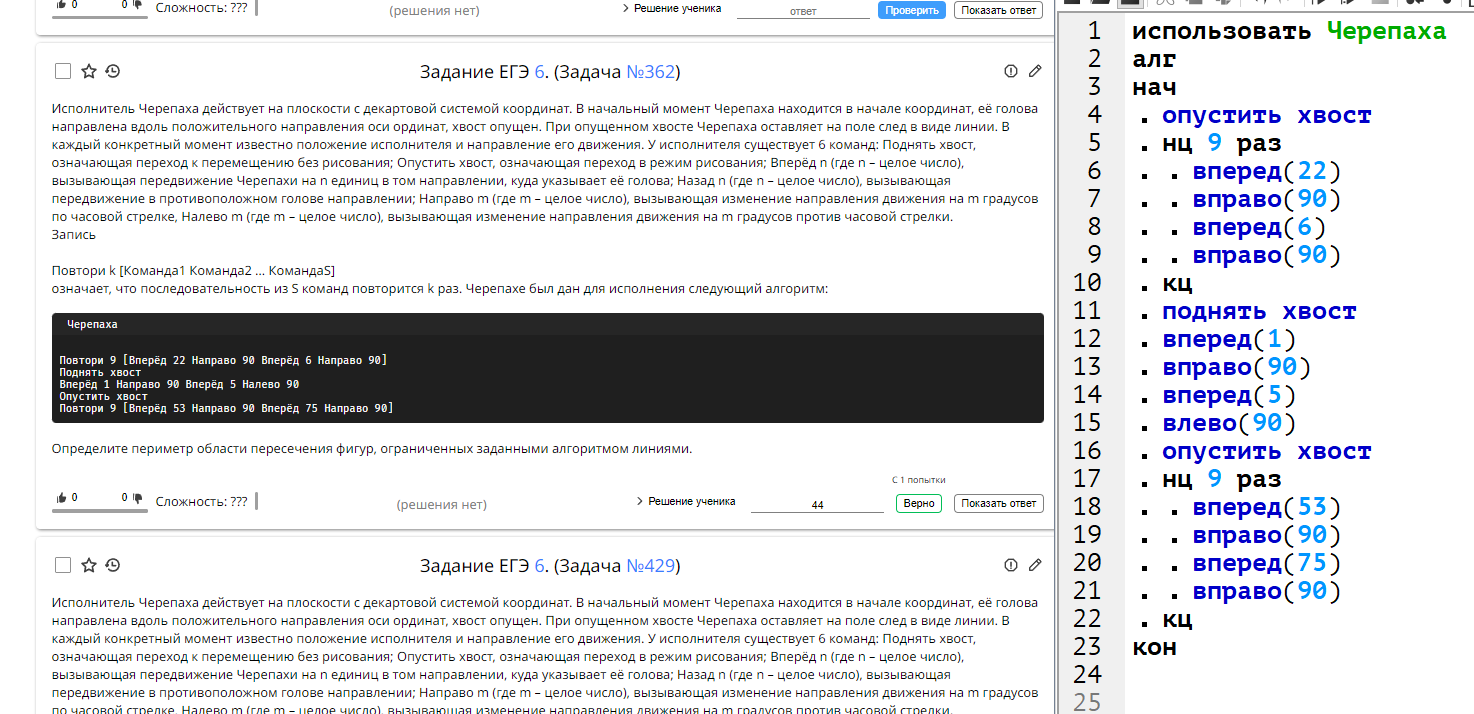 0 0 Сложность: ???
(решения нет)
Решение ученика
ответ
Проверить
Показать ответ
Задание ЕГЭ 6. (Задача №362)
Исполнитель Черепаха действует на плоскости с декартовой системой координат. В начальный момент Черепаха находится в начале координат, её голова
направлена вдоль положительного направления оси ординат, хвост опущен. При опущенном хвосте Черепаха оставляет на поле след в виде линии. В
каждый конкретный момент известно положение исполнителя и направление его движения. У исполнителя существует 6 команд: Поднять хвост,
означающая переход к перемещению без рисования; Опустить хвост, означающая переход в режим рисования; Вперёд n (где n – целое число),
вызывающая передвижение Черепахи на n единиц в том направлении, куда указывает её голова; Назад n (где n – целое число), вызывающая
передвижение в противоположном голове направлении; Направо m (где m – целое число), вызывающая изменение направления движения на m градусов
по часовой стрелке, Налево m (где m – целое число), вызывающая изменение направления движения на m градусов против часовой стрелки.
Запись
Повтори k [Команда1 Команда2 … КомандаS]
означает, что последовательность из S команд повторится k раз. Черепахе был дан для исполнения следующий алгоритм:
Черепаха
Повтори 9 [Вперёд 22 Направо 90 Вперёд 6 Направо 90]
Поднять хвост
Вперёд 1 Направо 90 Вперёд 5 Налево 90
Опустить хвост
Повтори 9 [Вперёд 53 Направо 90 Вперёд 75 Направо 90]
Определите периметр области пересечения фигур, ограниченных заданными алгоритмом линиями.
С 1 попытки
0 0 Сложность: ???
(решения нет)
Решение ученика
44
Верно
Показать ответ
Задание ЕГЭ 6. (Задача №429)
Исполнитель Черепаха действует на плоскости с декартовой системой координат. В начальный момент Черепаха находится в начале координат, её голова
направлена вдоль положительного направления оси ординат, хвост опущен. При опущенном хвосте Черепаха оставляет на поле след в виде линии. В
каждый конкретный момент известно положение исполнителя и направление его движения. У исполнителя существует 6 команд: Поднять хвост,
означающая переход к перемещению без рисования; Опустить хвост, означающая переход в режим рисования; Вперёд n (где n – целое число),
вызывающая передвижение Черепахи на n единиц в том направлении, куда указывает её голова; Назад n (где n – целое число), вызывающая
передвижение в противоположном голове направлении; Направо m (где m – целое число), вызывающая изменение направления движения на m градусов
по часовой стрелке, Налево m (где m – целое число), вызывающая изменение направления движения на m градусов против часовой стрелки.
1 использовать Черепаха
2 алг
3 нач
4 . опустить хвост
5 . нц 9 раз
6 . . вперед(22)
7 . . вправо(90)
8 . . вперед(6)
9 . . вправо(90)
10 . кц
11 . поднять хвост
12 . вперед(1)
13 . вправо(90)
14 . вперед(5)
15 . влево(90)
16 . опустить хвост
17 . нц 9 раз
18 . . вперед(53)
19 . . вправо(90)
20 . . вперед(75)
21 . . вправо(90)
22 . кц
23 кон
24
25